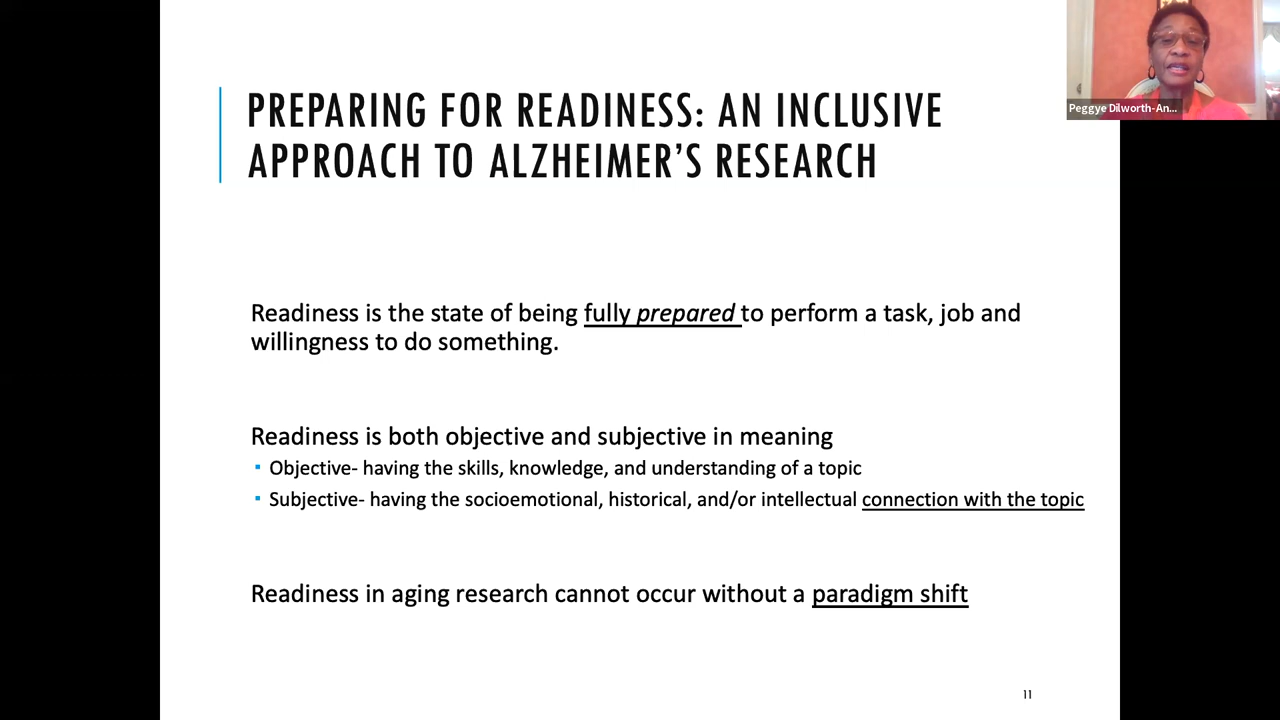 PREPARING FOR READINESS: AN INCLUSIVE
APPROACH TO ALZHEIMER’S RESEARCH
Peggye Dilworth-An...
Readiness is the state of being fully prepared to perform a task, job and
willingness to do something.
Readiness is both objective and subjective in meaning
▪ Objective- having the skills, knowledge, and understanding of a topic
▪ Subjective- having the socioemotional, historical, and/or intellectual connection with the topic
Readiness in aging research cannot occur without a paradigm shift
11